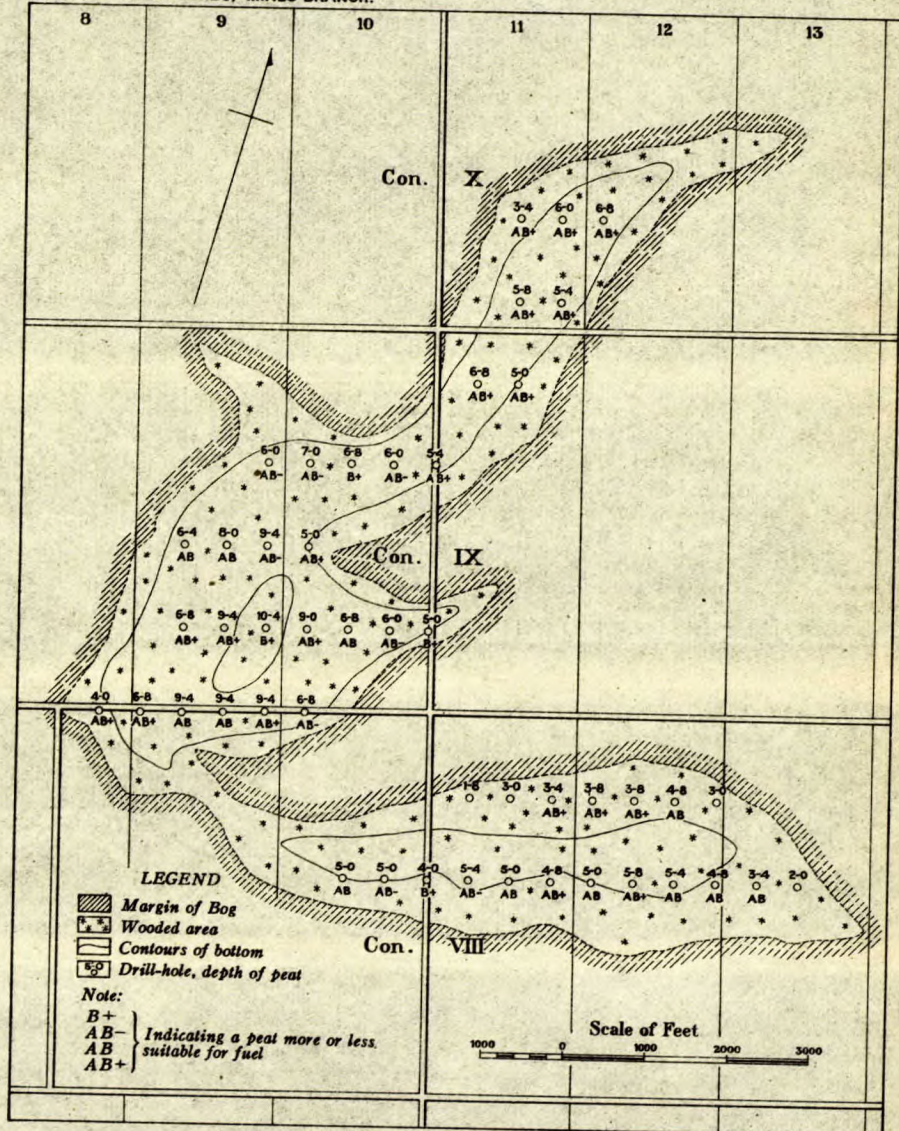 8 9 10 11 12 13
Con. X
3-4 6-0 6-8
AB+ AB+ AB+
5-8 5-4
AB+ AB+
6-8 5-0
AB+ AB+
6-0 7-0 6-8 6-0 5-4
AB- AB- B+ AB- AB+
6-4 8-0 9-4 5-0
AB AB AB- AB+
Con. IX
6-8 9-4 10-4 9-0 6-8 6-0 5-0
AB+ AB+ B+ AB+ AB AB- B+
4-0 6-8 9-4 9-4 9-4 6-8
AB+ AB+ AB AB AB+ AB-
1-8 3-0 3-4 3-8 3-8 4-8 3-0
AB+ AB+ AB+ AB
5-0 5-0 4-0 5-4 5-0 4-8 5-0 5-8 5-4 4-8 3-4 2-0
AB AB- B+ AB- AB AB+ AB AB+ AB AB AB
LEGEND
Margin of Bog
Wooded area
Contours of bottom
Drill-hole, depth of peat
Con. VIII
Note:
B+
AB-
AB
AB+
Indicating a peat more or less
suitable for fuel
Scale of Feet
1000 0 1000 2000 3000